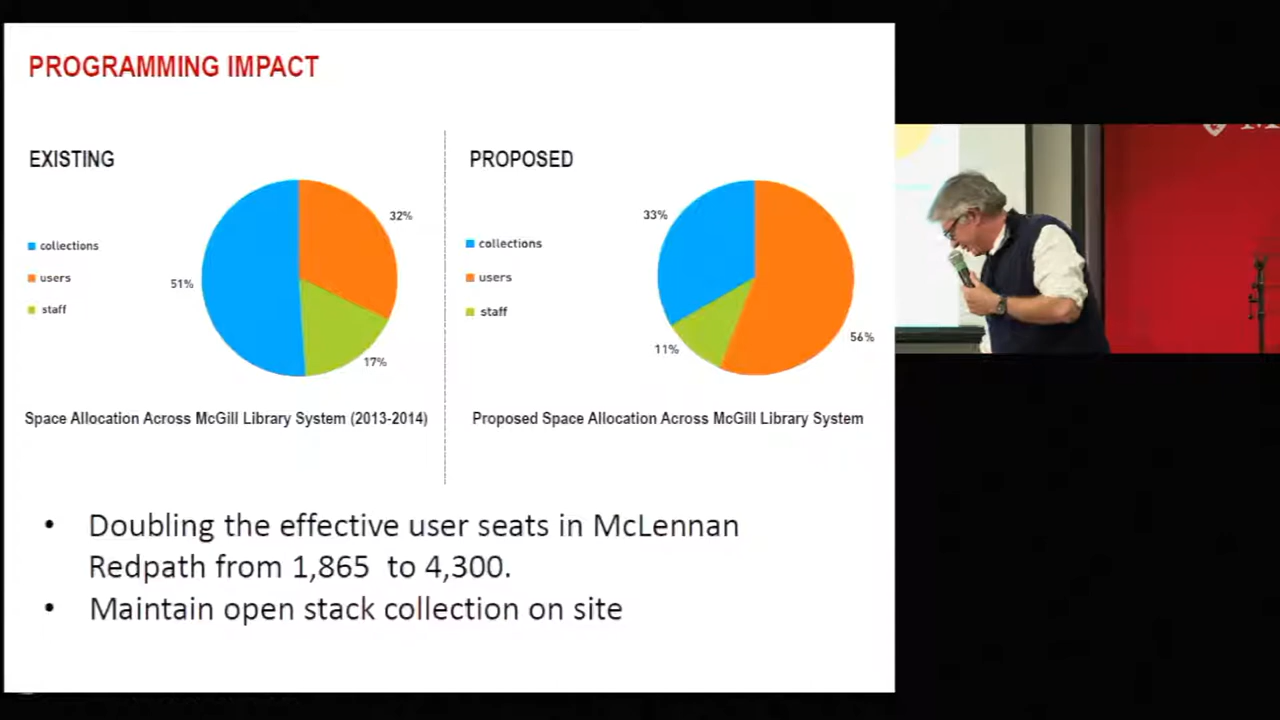 PROGRAMMING IMPACT
EXISTING
collections
users
staff
32%
51%
17%
Space Allocation Across McGill Library System (2013-2014)
PROPOSED
collections
users
staff
33%
56%
11%
Proposed Space Allocation Across McGill Library System
• Doubling the effective user seats in McLennan
Redpath from 1,865 to 4,300.
• Maintain open stack collection on site